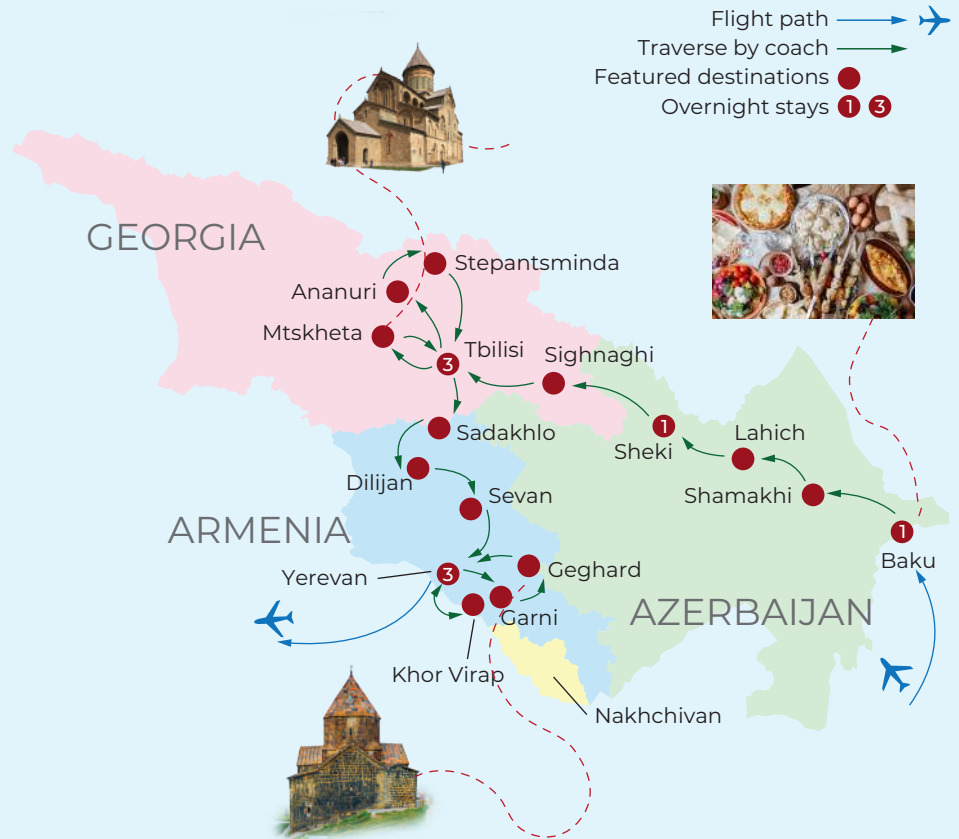 Flight path
Traverse by coach
Featured destinations
Overnight stays 1 3
GEORGIA
Stepantsminda
Ananuri
Mtskheta
Tbilisi
3
Sighnaghi
Sadakhlo
1
Sheki
Lahich
Dilijan
Sevan
Shamakhi
ARMENIA
1
Baku
Yerevan
3
Geghard
Garni
AZERBAIJAN
Khor Virap
Nakhchivan